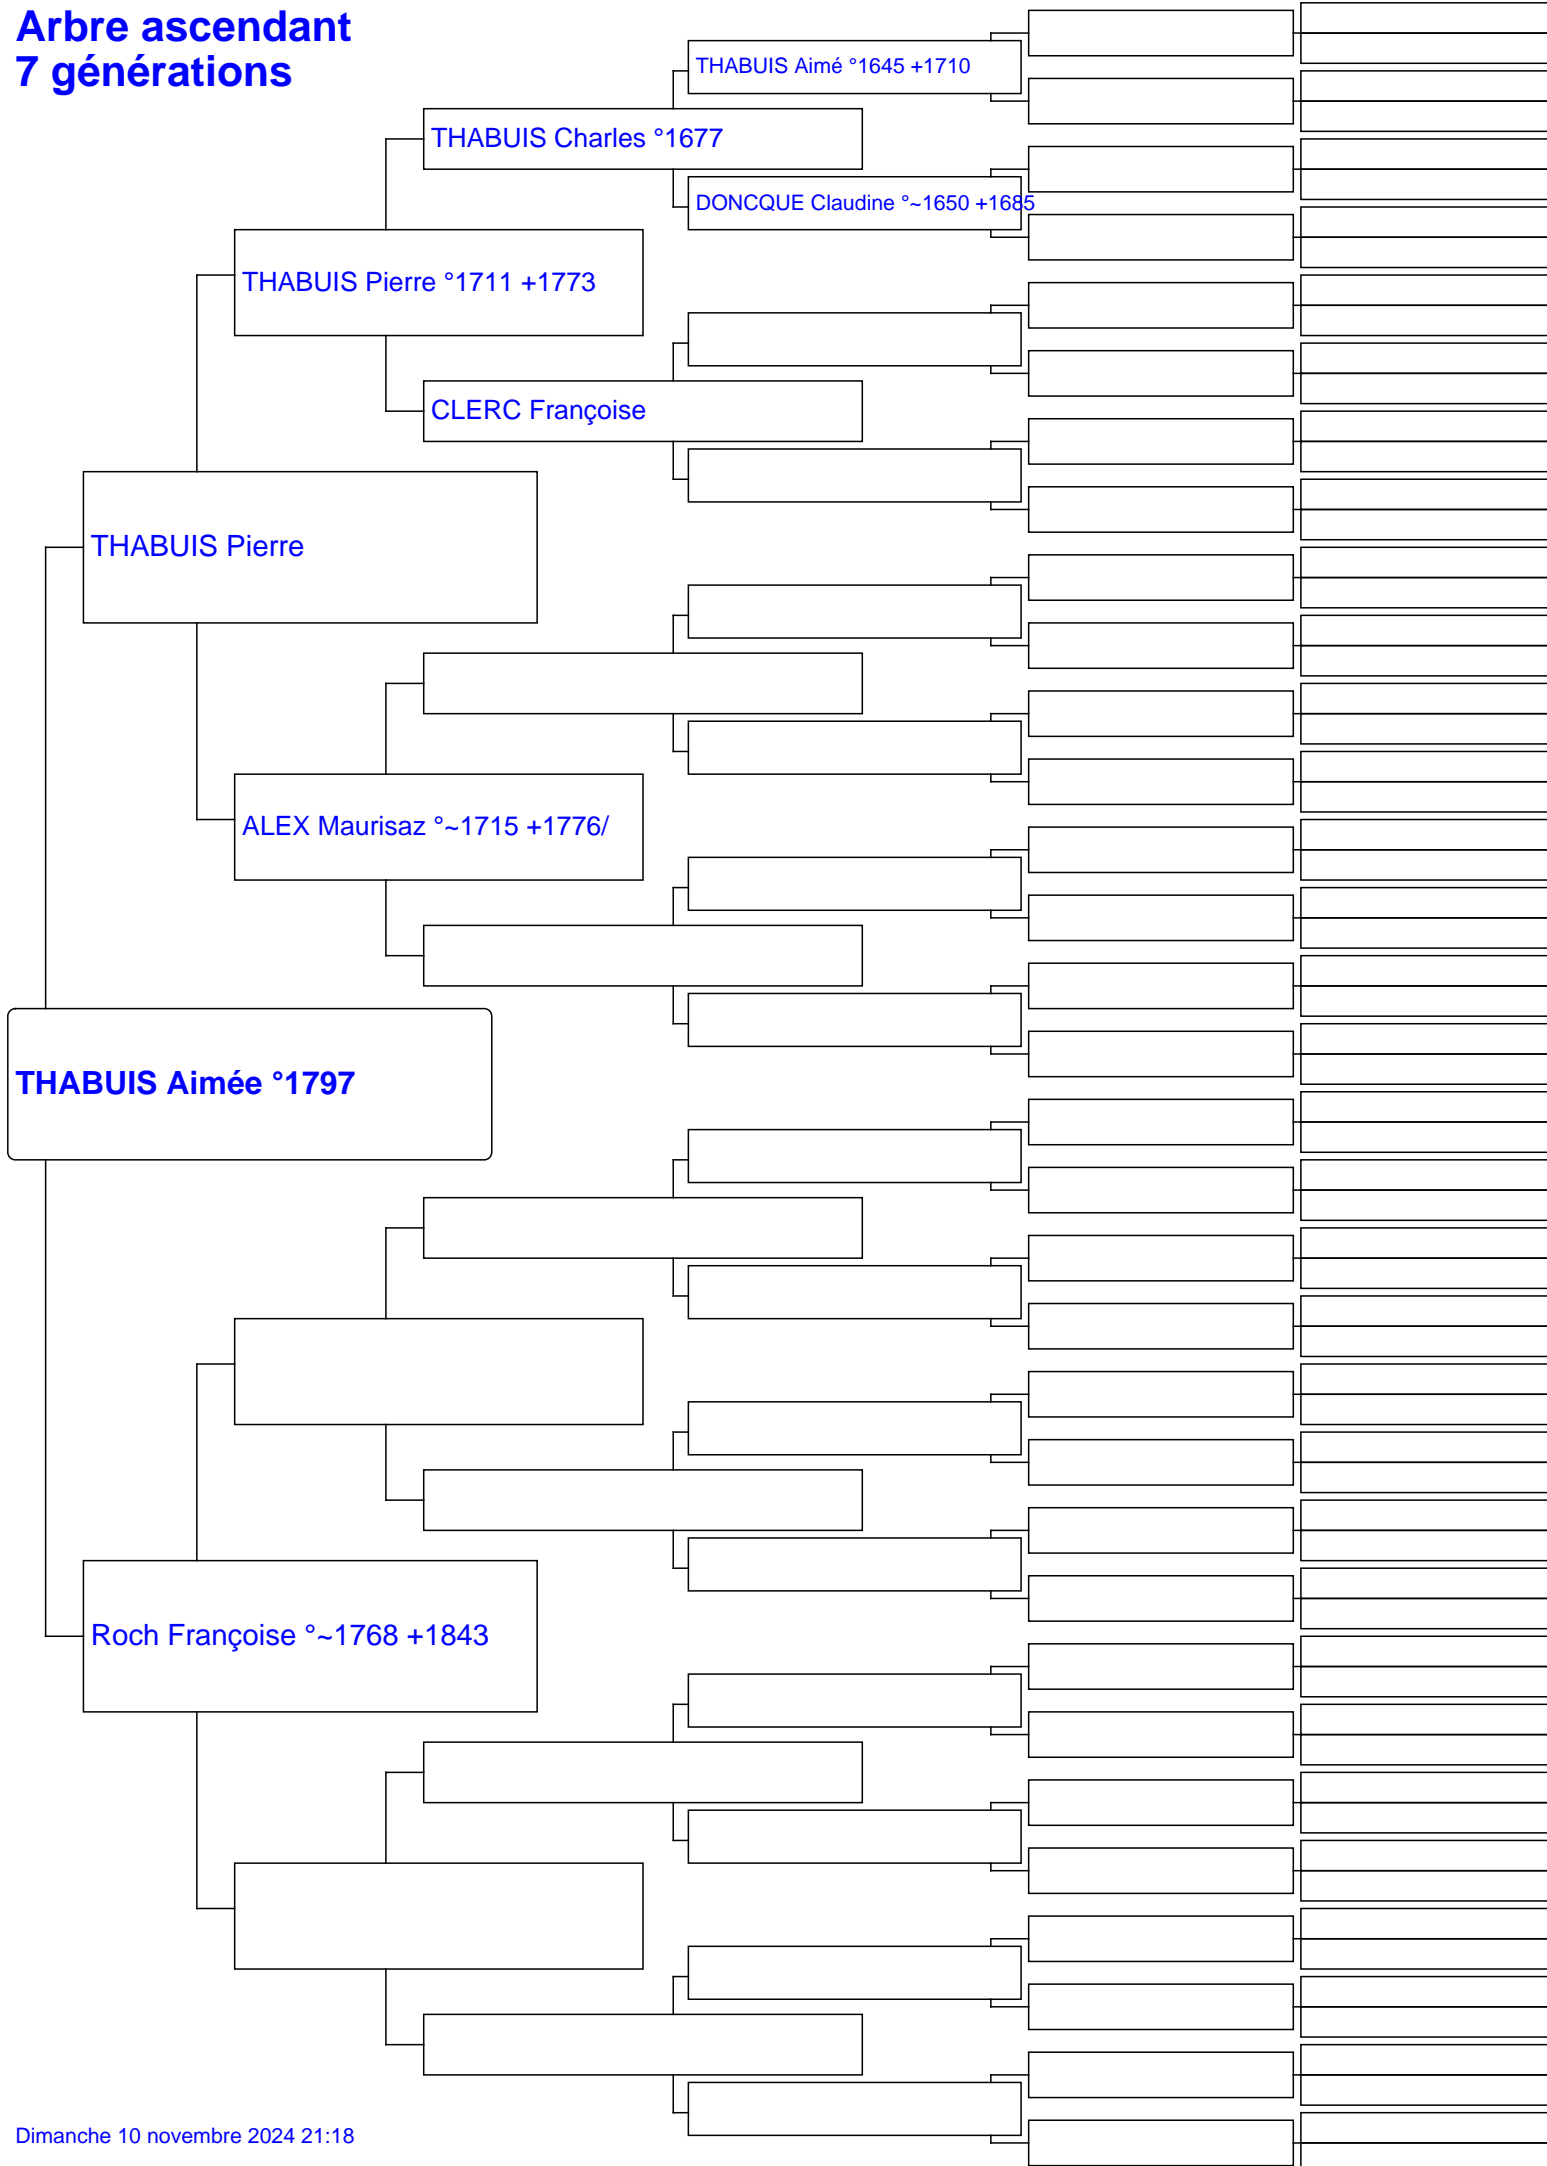 Arbre ascendant
7 générations
THABUIS Aimé °1645 +1710
THABUIS Charles °1677
DONCQUE Claudine °~1650 +1685
THABUIS Pierre °1711 +1773
CLERC Françoise
THABUIS Pierre
ALEX Maurisaz °~1715 +1776/
THABUIS Aimée °1797
Roch Françoise °~1768 +1843
Dimanche 10 novembre 2024 21:18